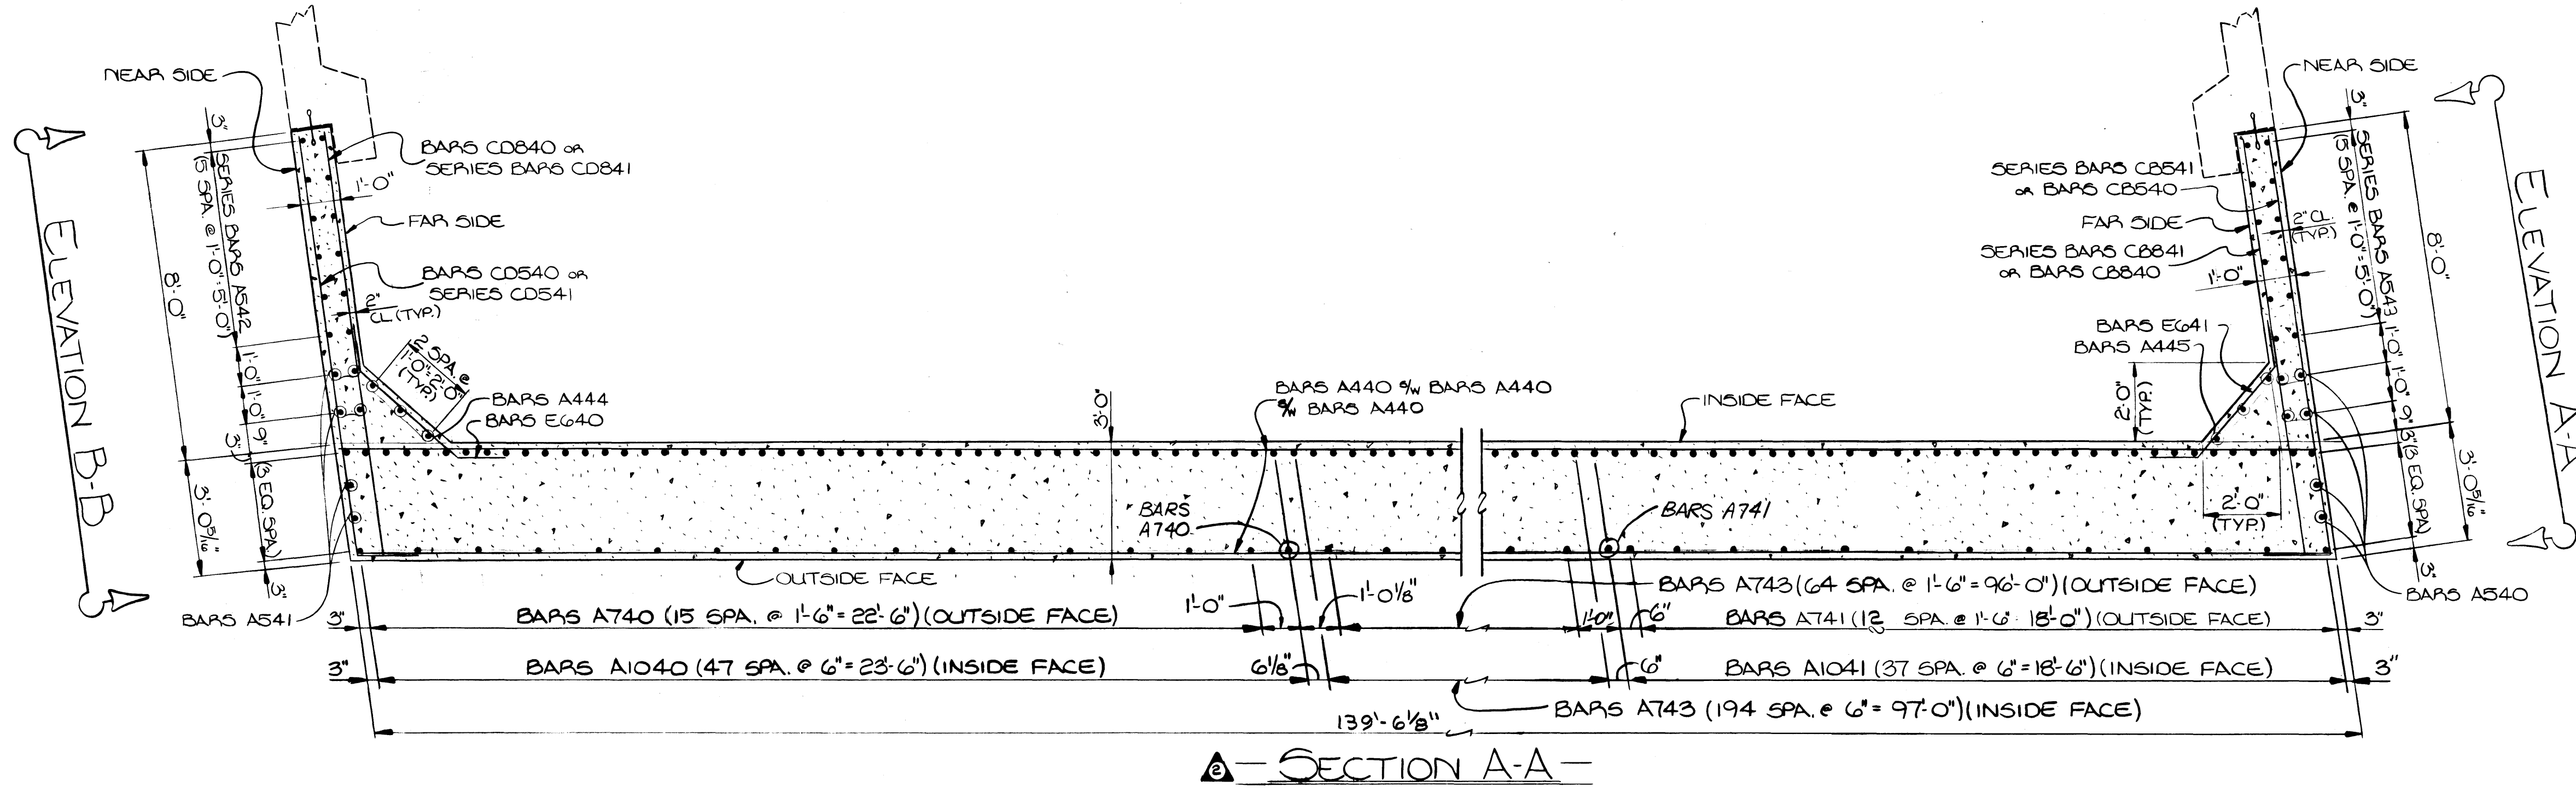 NEAR SIDE
3"
SERIES BARS A542
(5 SPA. @ 1'-0"=5'-0")
8'-0"
1'-0"
1'-0"
9"
3"
(3 EQ. SPA.)
3'-0 5/16
3"
ELEVATION B-B
BARS CD840 OR
SERIES BARS CD841
1'-0"
FAR SIDE
BARS CD540 OR
SERIES CD541
2"
CL.(TYP.)
2 SPA. @
1'-0"=2'-0"
(TYP.)
BARS A444
BARS E640
3'-0"
BARS A440 S/W BARS A440
S/W BARS A440
INSIDE FACE
BARS
A740
BARS A741
OUTSIDE FACE
BARS A541
NEAR SIDE
3"
SERIES BARS A543
(5 SPA. @ 1'-0"=5'-0")
8'-0"
SERIES BARS CB541
OR BARS CB540
FAR SIDE
2" CL.
(TYP.)
SERIES BARS CB841
OR BARS CB840
1'-0"
BARS E641
BARS A445
2'-0"
(TYP.)
2'-0"
(TYP.)
1'-0"
1'-0"
9"
3"
(3 EQ. SPA.)
3'-0 5/16
3"
ELEVATION A-A
BARS A540
BARS A743 (64 SPA. @ 1'-6"=96'-0")(OUTSIDE FACE)
3"
BARS A740 (15 SPA. @ 1'-6"=22'-6")(OUTSIDE FACE)
1'-0"
1'-0 1/8"
1'-0"
6"
BARS A741 (12 SPA. @ 1'-6" 18'-0")(OUTSIDE FACE)
3"
3"
BARS A1040 (47 SPA. @ 6"=23'-6")(INSIDE FACE)
6 1/8"
6"
BARS A1041 (37 SPA. @ 6"=18'-6")(INSIDE FACE)
3"
BARS A743 (194 SPA. @ 6"=97'-0")(INSIDE FACE)
139'-6 1/8"
2
SECTION A-A